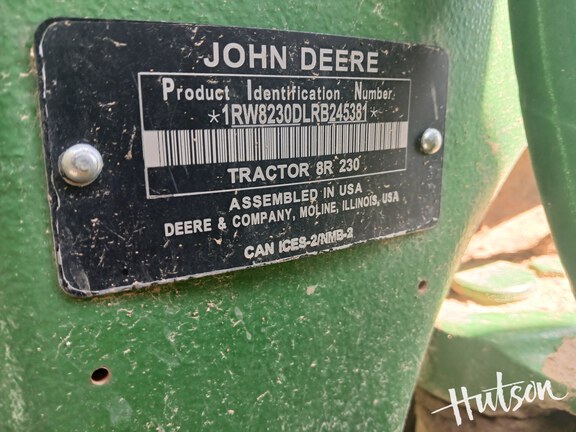 JOHN DEERE
Product Identification Number
*1RW8230DLRB245381*
TRACTOR 8R 230
ASSEMBLED IN USA
DEERE & COMPANY, MOLINE, ILLINOIS, USA
CAN ICES-2/NMB-2
Hutson